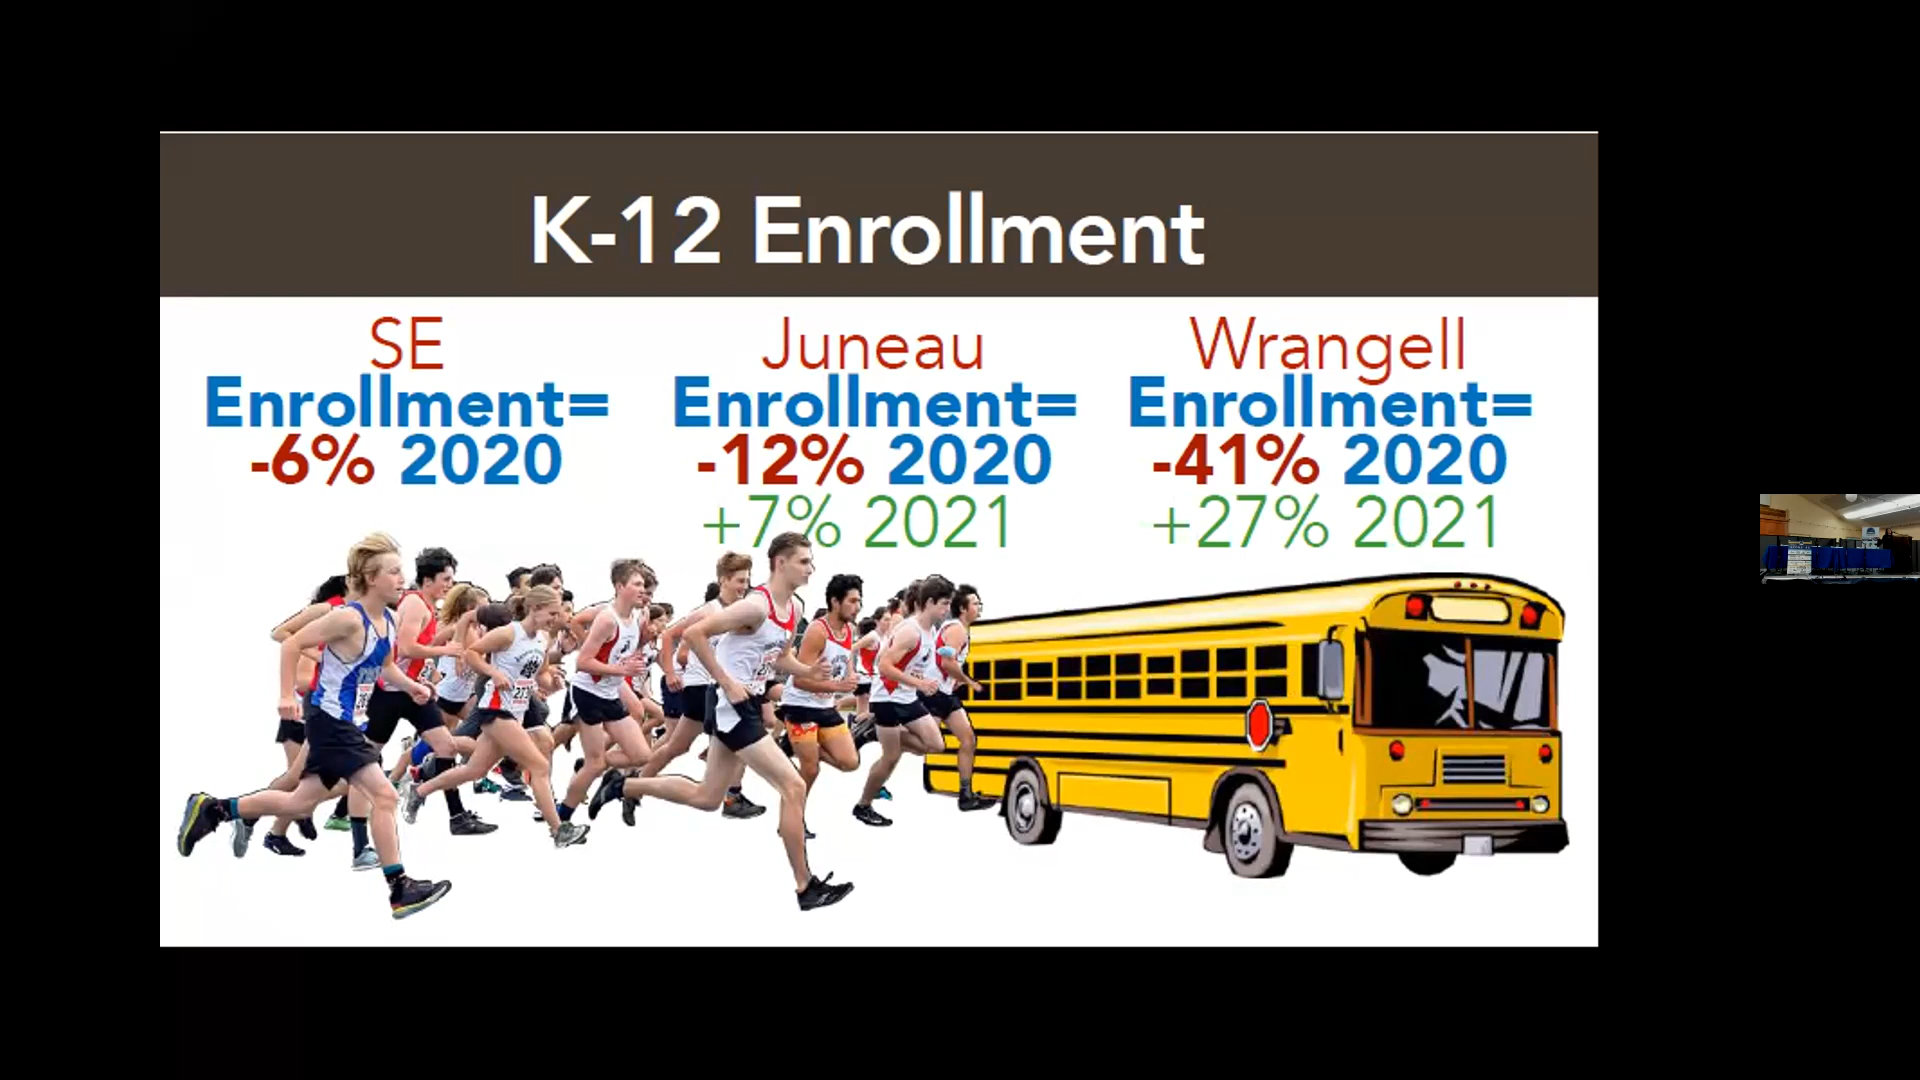 K-12 Enrollment
SE
Enrollment=
-6% 2020
Juneau
Enrollment=
-12% 2020
+7% 2021
Wrangell
Enrollment=
-41% 2020
+27% 2021